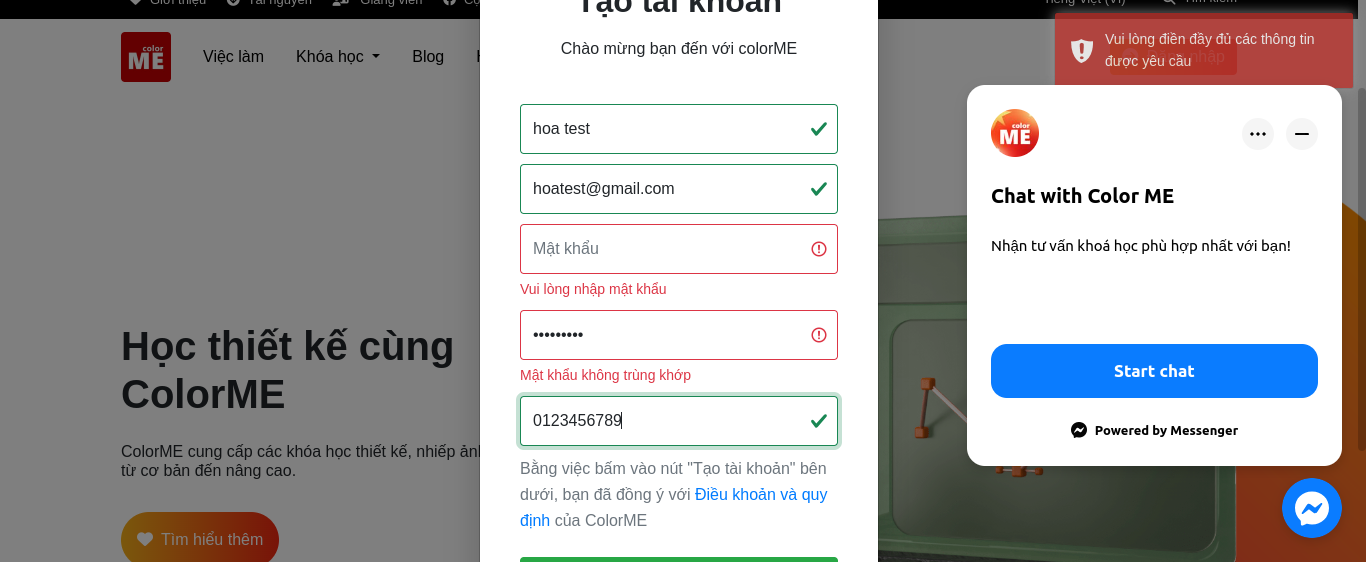 Giới thiệu
Tài nguyên
Giảng viên
Tiếng Việt (VI)
Tìm kiếm
color
ME
Việc làm
Khóa học
Blog
Tạo tài khoản
Chào mừng bạn đến với colorME
hoa test
hoatest@gmail.com
Mật khẩu
Vui lòng nhập mật khẩu
•••••••••
Mật khẩu không trùng khớp
0123456789
Bằng việc bấm vào nút "Tạo tài khoản" bên
dưới, bạn đã đồng ý với Điều khoản và quy
định của ColorME
Học thiết kế cùng
ColorME
ColorME cung cấp các khóa học thiết kế, nhiếp
từ cơ bản đến nâng cao.
Tìm hiểu thêm
Vui lòng điền đầy đủ các thông tin
được yêu cầu
nhập
color
ME
Chat with Color ME
Nhận tư vấn khoá học phù hợp nhất với bạn!
Start chat
Powered by Messenger